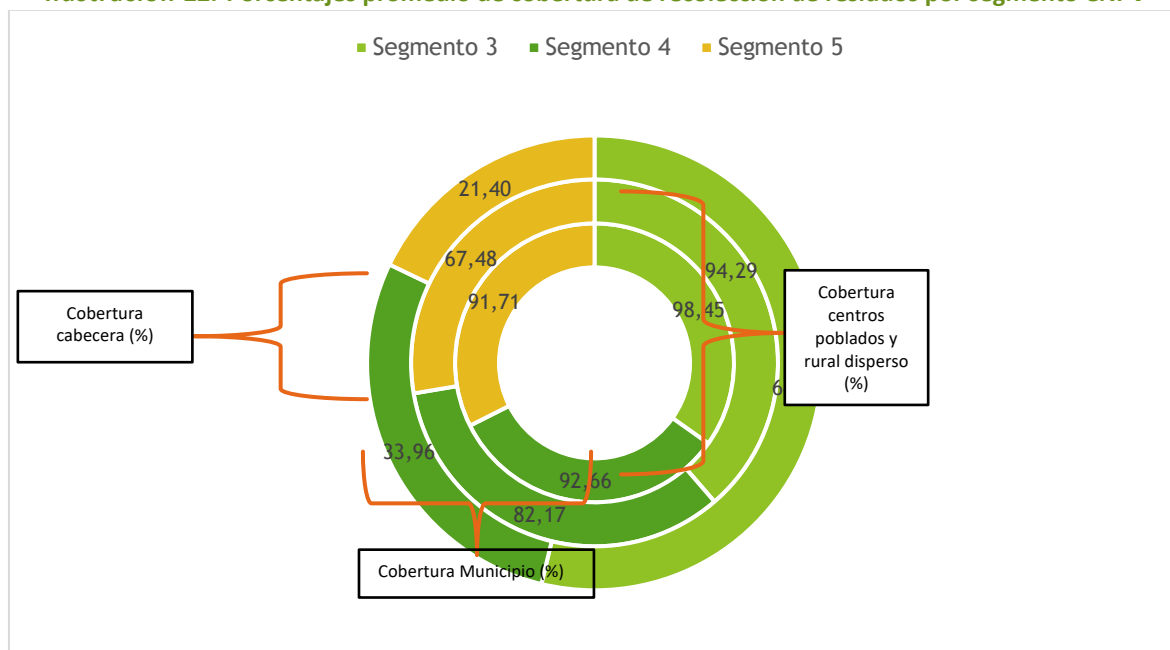 Segmento 3 Segmento 4 Segmento 5
21,40
67,48
94,29
91,71
98,45
Cobertura
cabecera (%)
Cobertura
centros
poblados y
rural disperso
(%)
6
33,96
92,66
82,17
Cobertura Municipio (%)